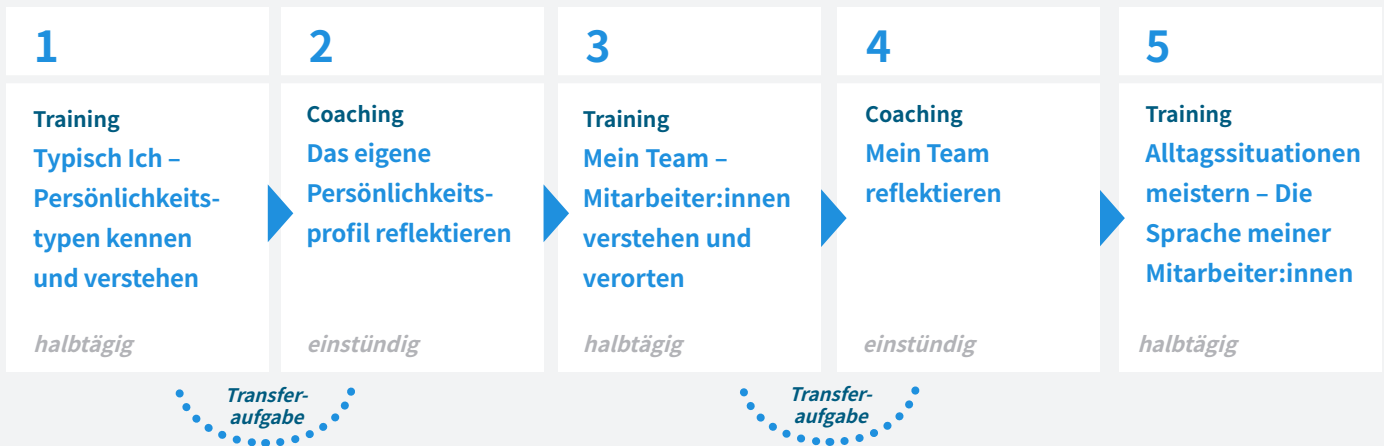 1
Training
Typisch Ich –
Persönlichkeits-
typen kennen
und verstehen
halbtägig
2
Coaching
Das eigene
Persönlichkeits-
profil reflektieren
einstündig
3
Training
Mein Team –
Mitarbeiter:innen
verstehen und
verorten
halbtägig
4
Coaching
Mein Team
reflektieren
einstündig
5
Training
Alltagssituationen
meistern – Die
Sprache meiner
Mitarbeiter:innen
halbtägig
Transfer-
aufgabe
Transfer-
aufgabe